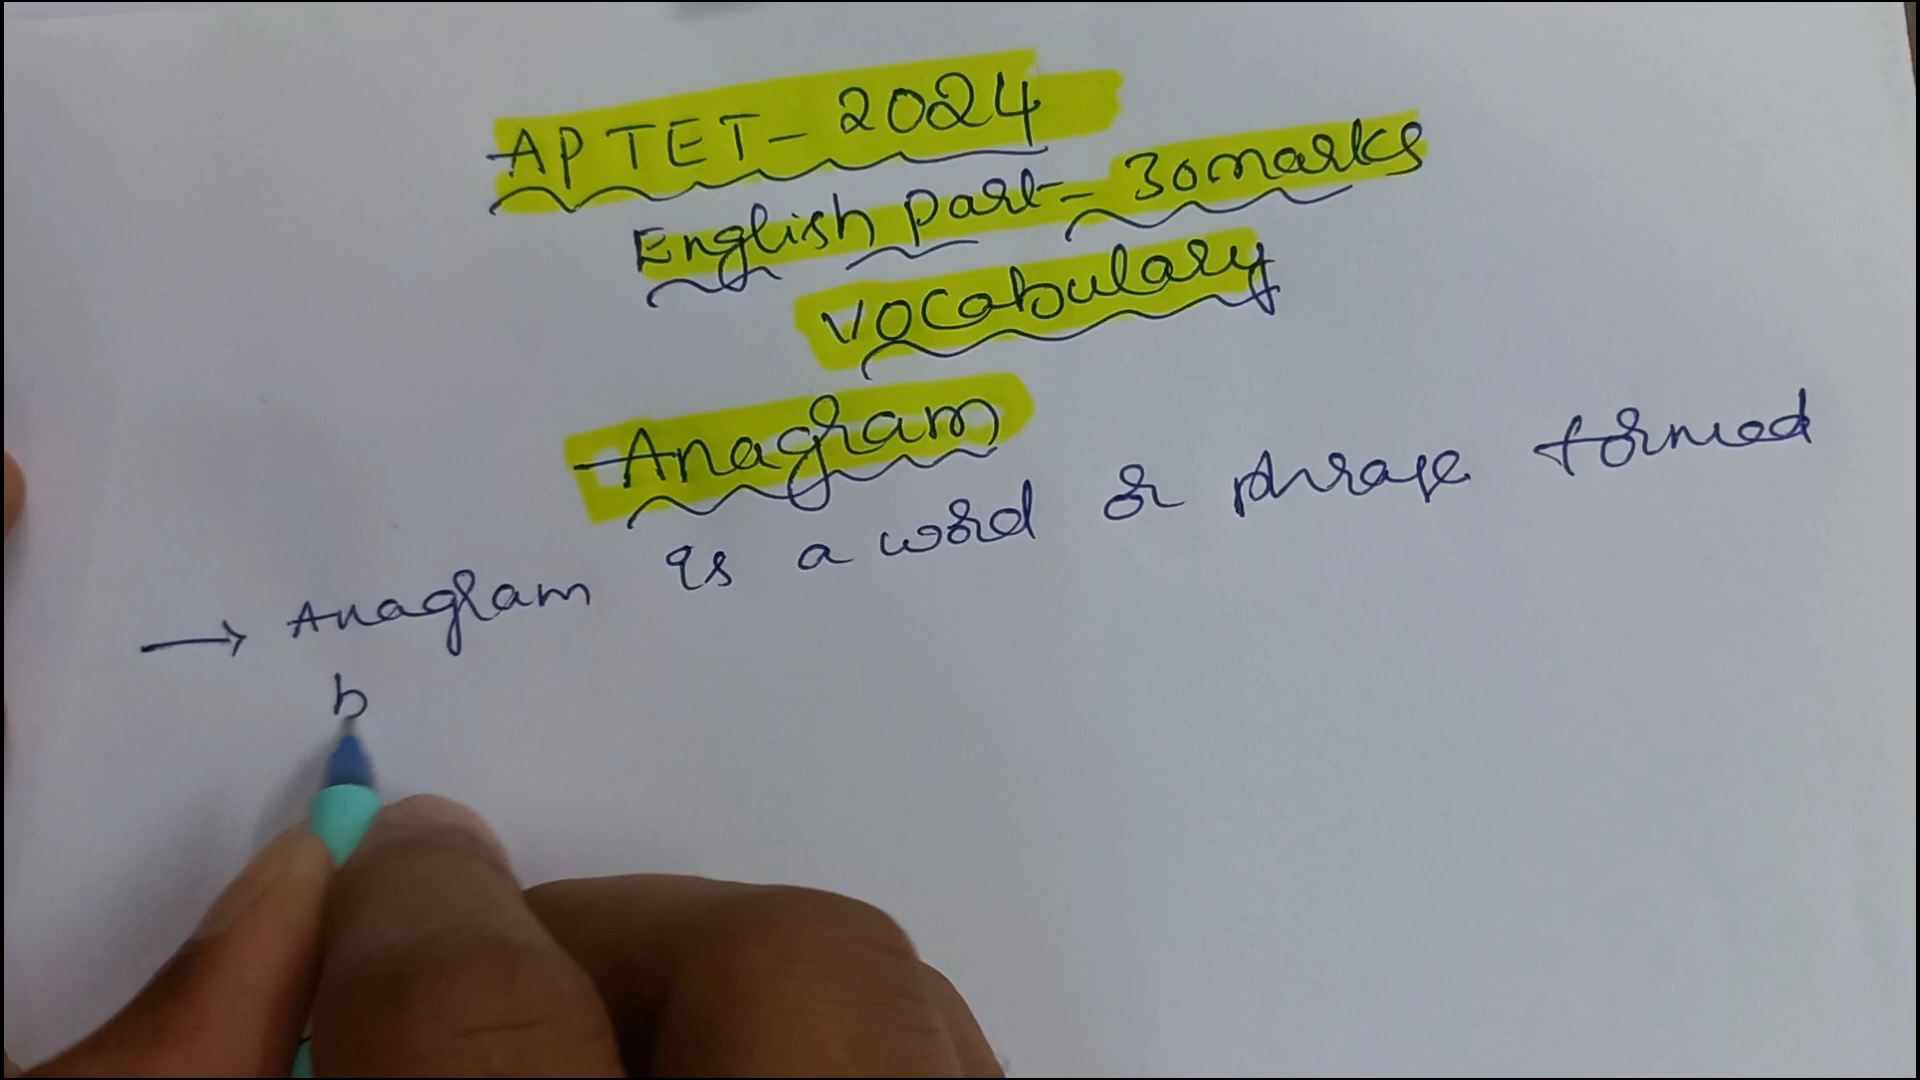 APTET- 2024
English Part- 30marks
vocabulary
Anagram
→ Anagram is a word or phrase formed
b